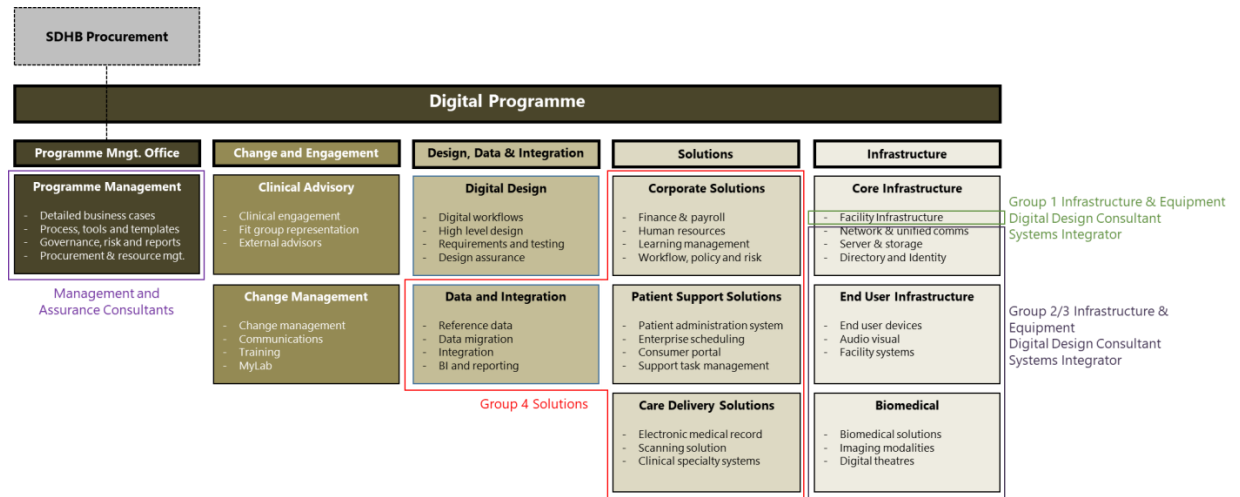 SDHB Procurement
Digital Programme
Programme Mngt. Office
Change and Engagement
Design, Data & Integration
Solutions
Infrastructure
Programme Management
- Detailed business cases
- Process, tools and templates
- Governance, risk and reports
- Procurement & resource mgt.
Management and
Assurance Consultants
Clinical Advisory
- Clinical engagement
- Fit group representation
- External advisors
Change Management
- Change management
- Communications
- Training
- MyLab
Digital Design
- Digital workflows
- High level design
- Requirements and testing
- Design assurance
Data and Integration
- Reference data
- Data migration
- Integration
- BI and reporting
Group 4 Solutions
Corporate Solutions
- Finance & payroll
- Human resources
- Learning management
- Workflow, policy and risk
Patient Support Solutions
- Patient administration system
- Enterprise scheduling
- Consumer portal
- Support task management
Care Delivery Solutions
- Electronic medical record
- Scanning solution
- Clinical specialty systems
Core Infrastructure
- Facility Infrastructure
- Network & unified comms
- Server & storage
- Directory and Identity
End User Infrastructure
- End user devices
- Audio visual
- Facility systems
Biomedical
- Biomedical solutions
- Imaging modalities
- Digital theatres
Group 1 Infrastructure & Equipment
Digital Design Consultant
Systems Integrator
Group 2/3 Infrastructure &
Equipment
Digital Design Consultant
Systems Integrator